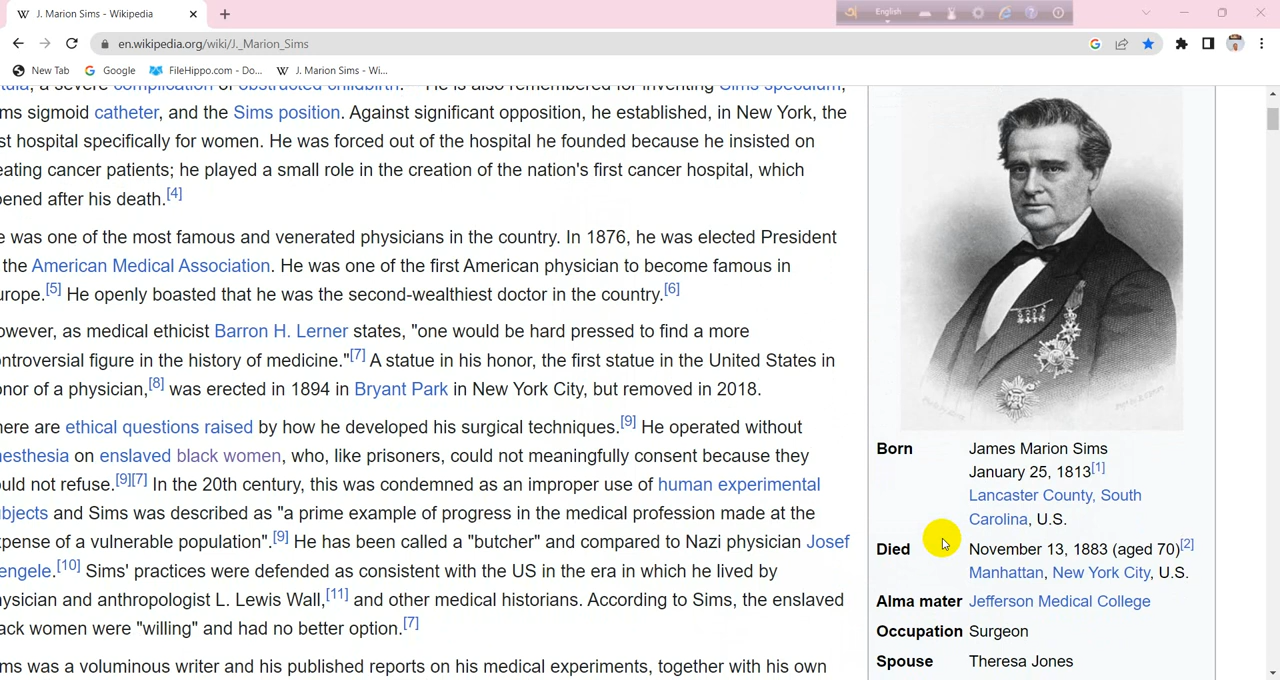 J. Marion Sims - Wikipedia
English
en.wikipedia.org/wiki/J._Marion_Sims
New Tab
Google
FileHippo.com - Do...
J. Marion Sims - Wi...
tula, a severe complication of obstructed childbirth. He is also remembered for inventing Sims speculum,
ms sigmoid catheter, and the Sims position. Against significant opposition, he established, in New York, the
st hospital specifically for women. He was forced out of the hospital he founded because he insisted on
eating cancer patients; he played a small role in the creation of the nation's first cancer hospital, which
pened after his death.[4]
e was one of the most famous and venerated physicians in the country. In 1876, he was elected President
the American Medical Association. He was one of the first American physician to become famous in
urope.[5] He openly boasted that he was the second-wealthiest doctor in the country.[6]
owever, as medical ethicist Barron H. Lerner states, "one would be hard pressed to find a more
ontroversial figure in the history of medicine."[7] A statue in his honor, the first statue in the United States in
onor of a physician,[8] was erected in 1894 in Bryant Park in New York City, but removed in 2018.
here are ethical questions raised by how he developed his surgical techniques.[9] He operated without
nesthesia on enslaved black women, who, like prisoners, could not meaningfully consent because they
ould not refuse.[9][7] In the 20th century, this was condemned as an improper use of human experimental
bjects and Sims was described as "a prime example of progress in the medical profession made at the
xpense of a vulnerable population".[9] He has been called a "butcher" and compared to Nazi physician Josef
engele.[10] Sims' practices were defended as consistent with the US in the era in which he lived by
hysician and anthropologist L. Lewis Wall,[11] and other medical historians. According to Sims, the enslaved
ack women were "willing" and had no better option.[7]
ms was a voluminous writer and his published reports on his medical experiments, together with his own
Born James Marion Sims
January 25, 1813[1]
Lancaster County, South
Carolina, U.S.
Died November 13, 1883 (aged 70)[2]
Manhattan, New York City, U.S.
Alma mater Jefferson Medical College
Occupation Surgeon
Spouse Theresa Jones